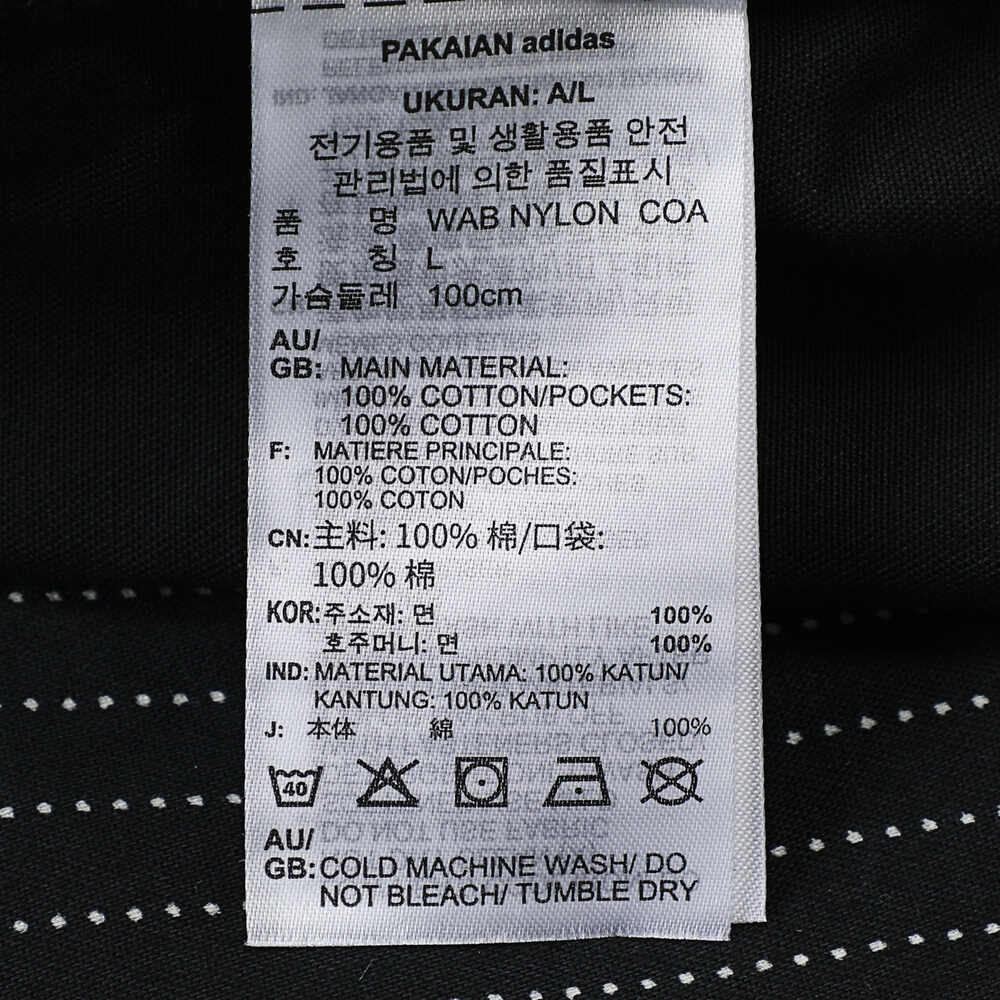 PAKAIAN adidas
UKURAN: A/L
전기용품 및 생활용품 안전
관리법에 의한 품질표시
품 명 WAB NYLON COA
호 칭 L
가슴둘레 100cm
AU/
GB: MAIN MATERIAL:
100% COTTON/POCKETS:
100% COTTON
F: MATIERE PRINCIPALE:
100% COTON/POCHES:
100% COTON
CN: 主料: 100% 棉/口袋:
100% 棉
KOR: 주소재: 면 100%
호주머니: 면 100%
IND: MATERIAL UTAMA: 100% KATUN/
KANTUNG: 100% KATUN
J: 本体 綿 100%
40
AU/
GB: COLD MACHINE WASH/ DO
NOT BLEACH/ TUMBLE DRY